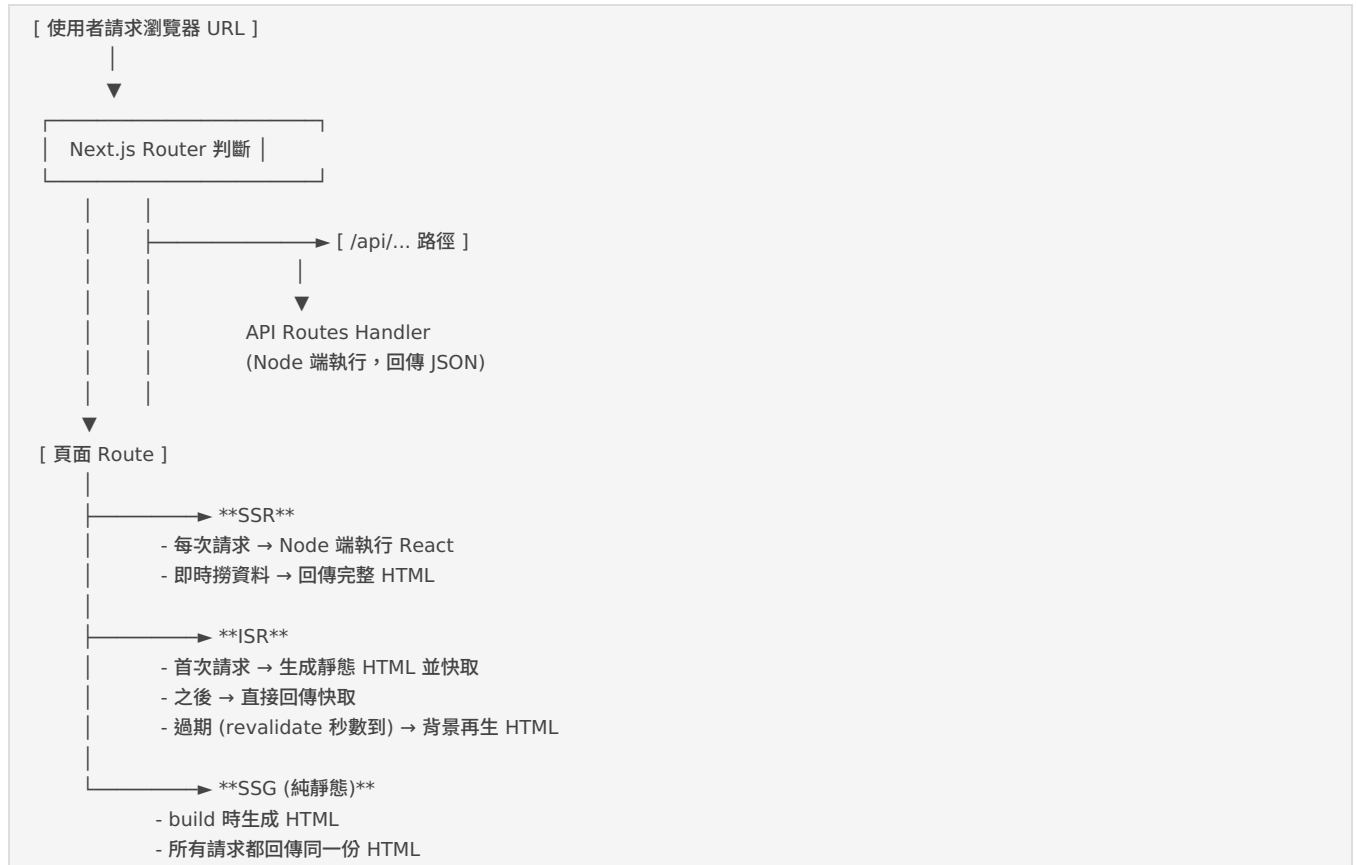 [ 使用者請求瀏覽器 URL ]
Next.js Router 判斷
[ /api/... 路徑 ]
API Routes Handler
(Node 端執行，回傳 JSON)
[ 頁面 Route ]
**SSR**
- 每次請求 → Node 端執行 React
- 即時撈資料 → 回傳完整 HTML
**ISR**
- 首次請求 → 生成靜態 HTML 並快取
- 之後 → 直接回傳快取
- 過期 (revalidate 秒數到) → 背景再生 HTML
**SSG (純靜態)**
- build 時生成 HTML
- 所有請求都回傳同一份 HTML